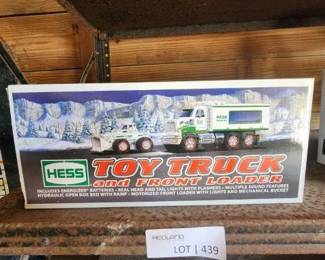 HESS
HESS
TOY TRUCK
and FRONT LOADER
INCLUDES ENERGIZER® BATTERIES • REAL HEAD AND TAIL LIGHTS WITH FLASHERS • MULTIPLE SOUND FEATURES
HYDRAULIC, OPEN BOX BED WITH RAMP • MOTORIZED FRONT LOADER WITH LIGHTS AND MECHANICAL BUCKET
LOT | 439